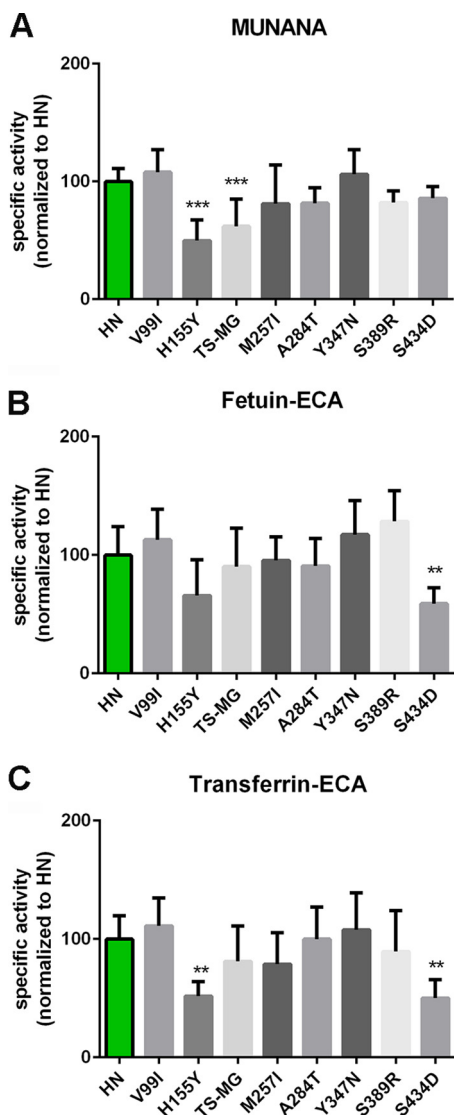 A
MUNANA
specific activity
(normalized to HN)
200
100
0
*** ***
HN V99I H155Y TS-MG M257I A284T Y347N S389R S434D
B
Fetuin-ECA
specific activity
(normalized to HN)
200
100
0
**
HN V99I H155Y TS-MG M257I A284T Y347N S389R S434D
C
Transferrin-ECA
specific activity
(normalized to HN)
200
100
0
** **
HN V99I H155Y TS-MG M257I A284T Y347N S389R S434D